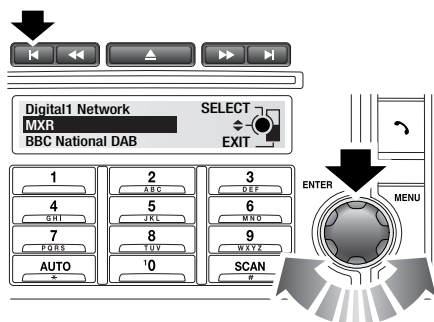 Digital1 Network
MXR
BBC National DAB
SELECT
EXIT
1
2
ABC
3
DEF
4
GHI
5
JKL
6
MNO
7
PQRS
8
TUV
9
WXYZ
AUTO
*
¹0
SCAN
#
ENTER
MENU